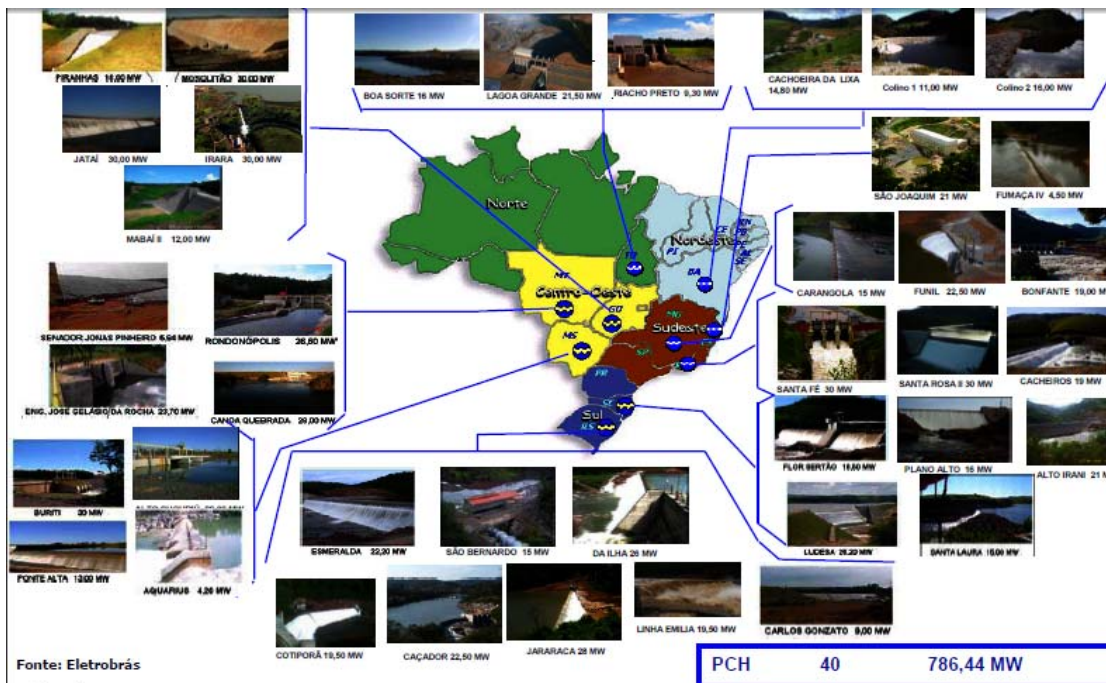 PIRANHAS 18,00 MW
MOSQUITÃO 30,00 MW
BOA SORTE 16 MW
LAGOA GRANDE 21,50 MW
RIACHO PRETO 9,30 MW
CACHOEIRA DA LIXA
14,80 MW
Colino 1 11,00 MW
Colino 2 16,00 MW
JATAÍ 30,00 MW
IRARA 30,00 MW
MABAÍ II 12,00 MW
SÃO JOAQUIM 21 MW
FUMAÇA IV 4,50 MW
Norte
Nordeste
CE
RN
PI
TO
BA
MT
Centro-Oeste
GO
MS
MG
Sudeste
SP
PR
SC
Sul
RS
CARANGOLA 15 MW
FUNIL 22,50 MW
BONFANTE 19,00 MW
SENADOR JONAS PINHEIRO 5,94 MW
RONDONÓPOLIS 26,60 MW
ENG. JOSE GELÁSIO DA ROCHA 23,70 MW
CANOA QUEBRADA 28,00 MW
SANTA FÉ 30 MW
SANTA ROSA II 30 MW
CACHEIROS 19 MW
FLOR SERTÃO 16,50 MW
PLANO ALTO 16 MW
ALTO IRANI 21 M
BURITI 30 MW
PONTE ALTA 13,00 MW
AQUARIUS 4,20 MW
ESMERALDA 22,20 MW
SÃO BERNARDO 15 MW
DA ILHA 26 MW
LUDESA 26,20 MW
SANTA LAURA 15,00 MW
COTIPORÃ 19,50 MW
CAÇADOR 22,50 MW
JARARACA 28 MW
LINHA EMILIA 19,50 MW
CARLOS GONZATO 9,00 MW
Fonte: Eletrobrás
PCH 40 786,44 MW